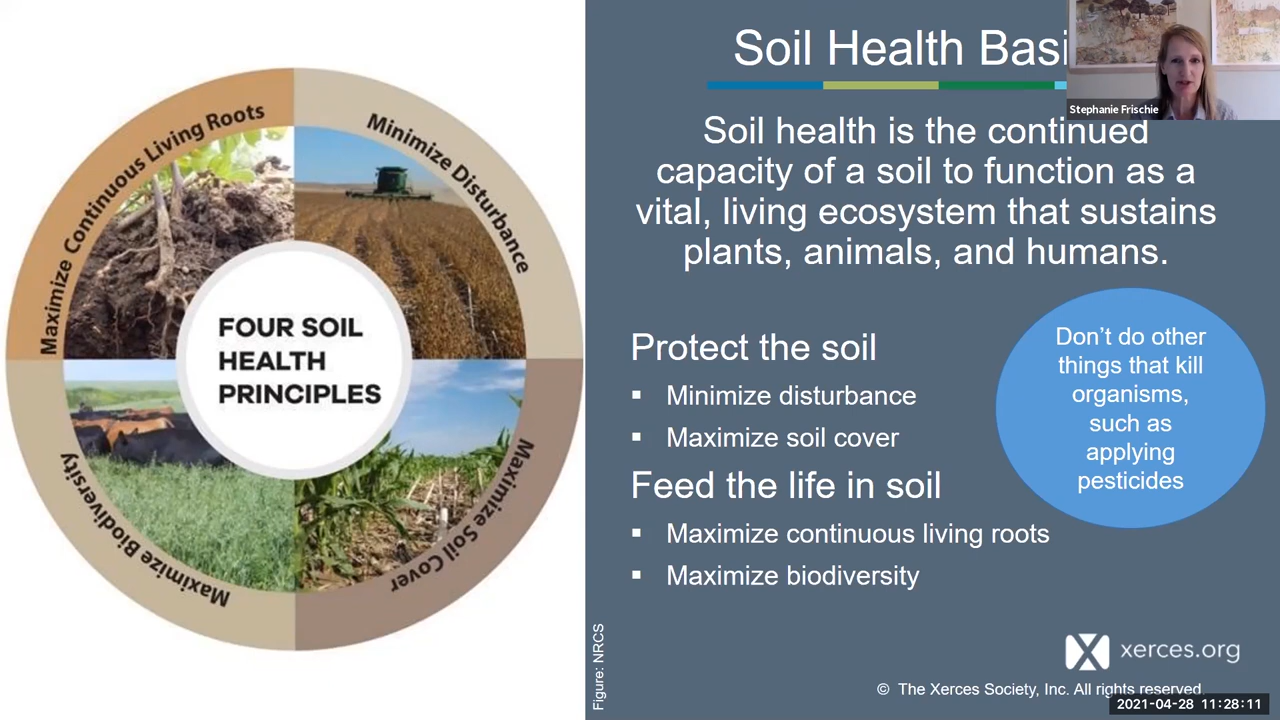 Maximize Continuous Living Roots
Minimize Disturbance
FOUR SOIL
HEALTH
PRINCIPLES
Maximize Biodiversity
Maximize Soil Cover
Soil Health Basi
Stephanie Frischie
Soil health is the continued
capacity of a soil to function as a
vital, living ecosystem that sustains
plants, animals, and humans.
Protect the soil
▪ Minimize disturbance
▪ Maximize soil cover
Feed the life in soil
▪ Maximize continuous living roots
▪ Maximize biodiversity
Don’t do other
things that kill
organisms,
such as
applying
pesticides
Figure: NRCS
xerces.org
© The Xerces Society, Inc. All rights reserved.
2021-04-28 11:28:11